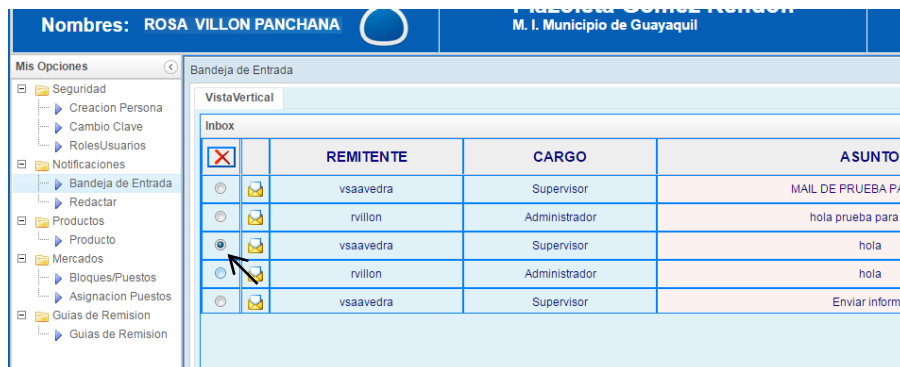 Plazoleta Gomez Rendon
Nombres: ROSA VILLON PANCHANA
M. I. Municipio de Guayaquil
Mis Opciones
Seguridad
Creacion Persona
Cambio Clave
RolesUsuarios
Notificaciones
Bandeja de Entrada
Redactar
Productos
Producto
Mercados
Bloques/Puestos
Asignacion Puestos
Guias de Remision
Guias de Remision
Bandeja de Entrada
VistaVertical
Inbox
REMITENTE CARGO ASUNTO
vsaavedra Supervisor MAIL DE PRUEBA PA
rvillon Administrador hola prueba para
vsaavedra Supervisor hola
rvillon Administrador hola
vsaavedra Supervisor Enviar inform